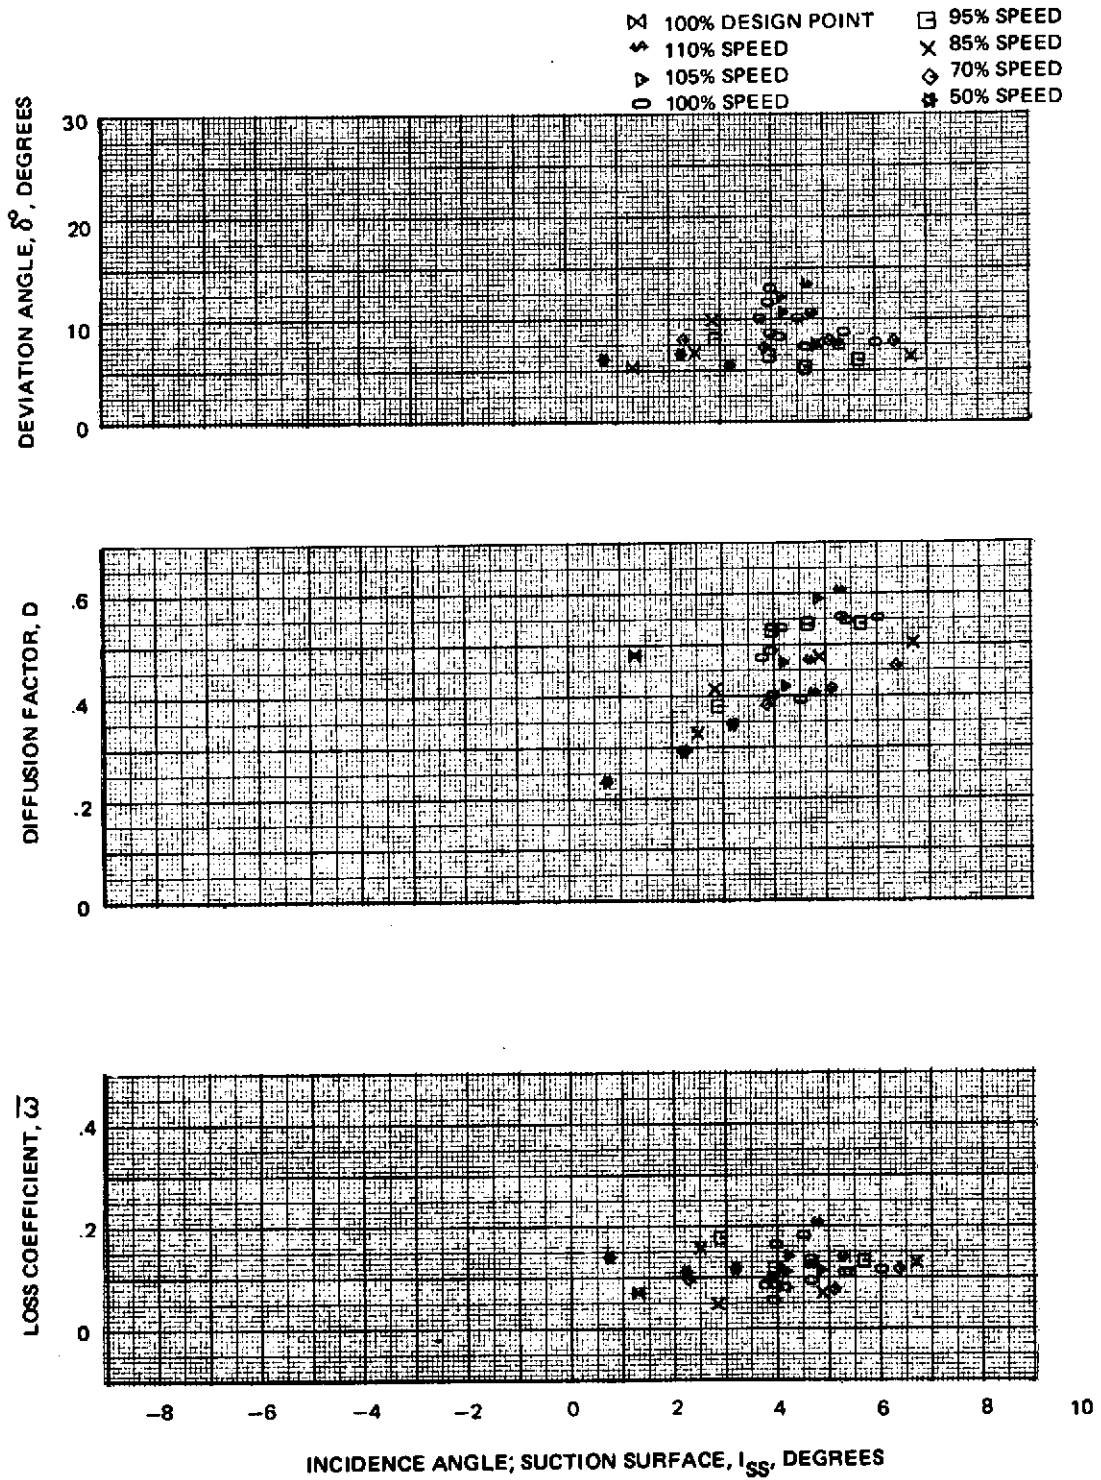 100% DESIGN POINT
110% SPEED
105% SPEED
100% SPEED
95% SPEED
85% SPEED
70% SPEED
50% SPEED
DEVIATION ANGLE, δ°, DEGREES
30
20
10
0
DIFFUSION FACTOR, D
.6
.4
.2
0
LOSS COEFFICIENT, ω̅
.4
.2
0
-8 -6 -4 -2 0 2 4 6 8 10
INCIDENCE ANGLE; SUCTION SURFACE, I_SS, DEGREES